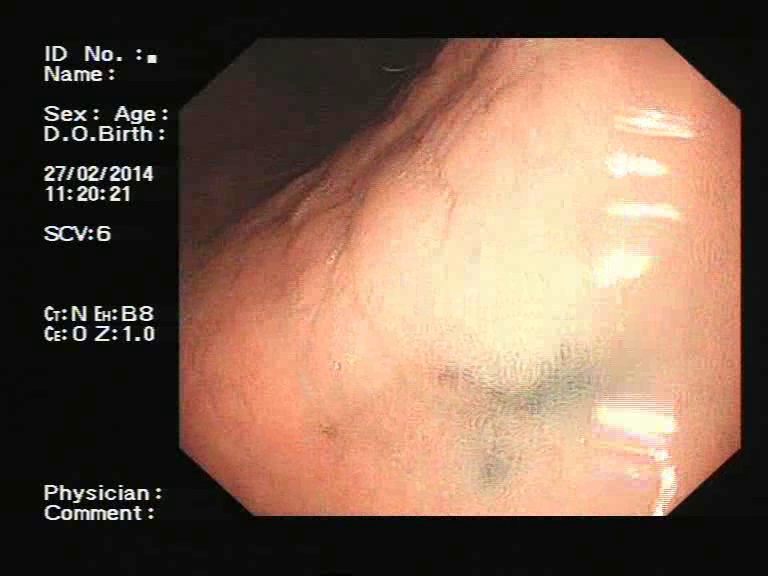 ID No. :
Name:
Sex: Age:
D.O.Birth:
27/02/2014
11:20:21
SCV:6
CT:N EH:B8
CE:0 Z:1.0
Physician:
Comment: